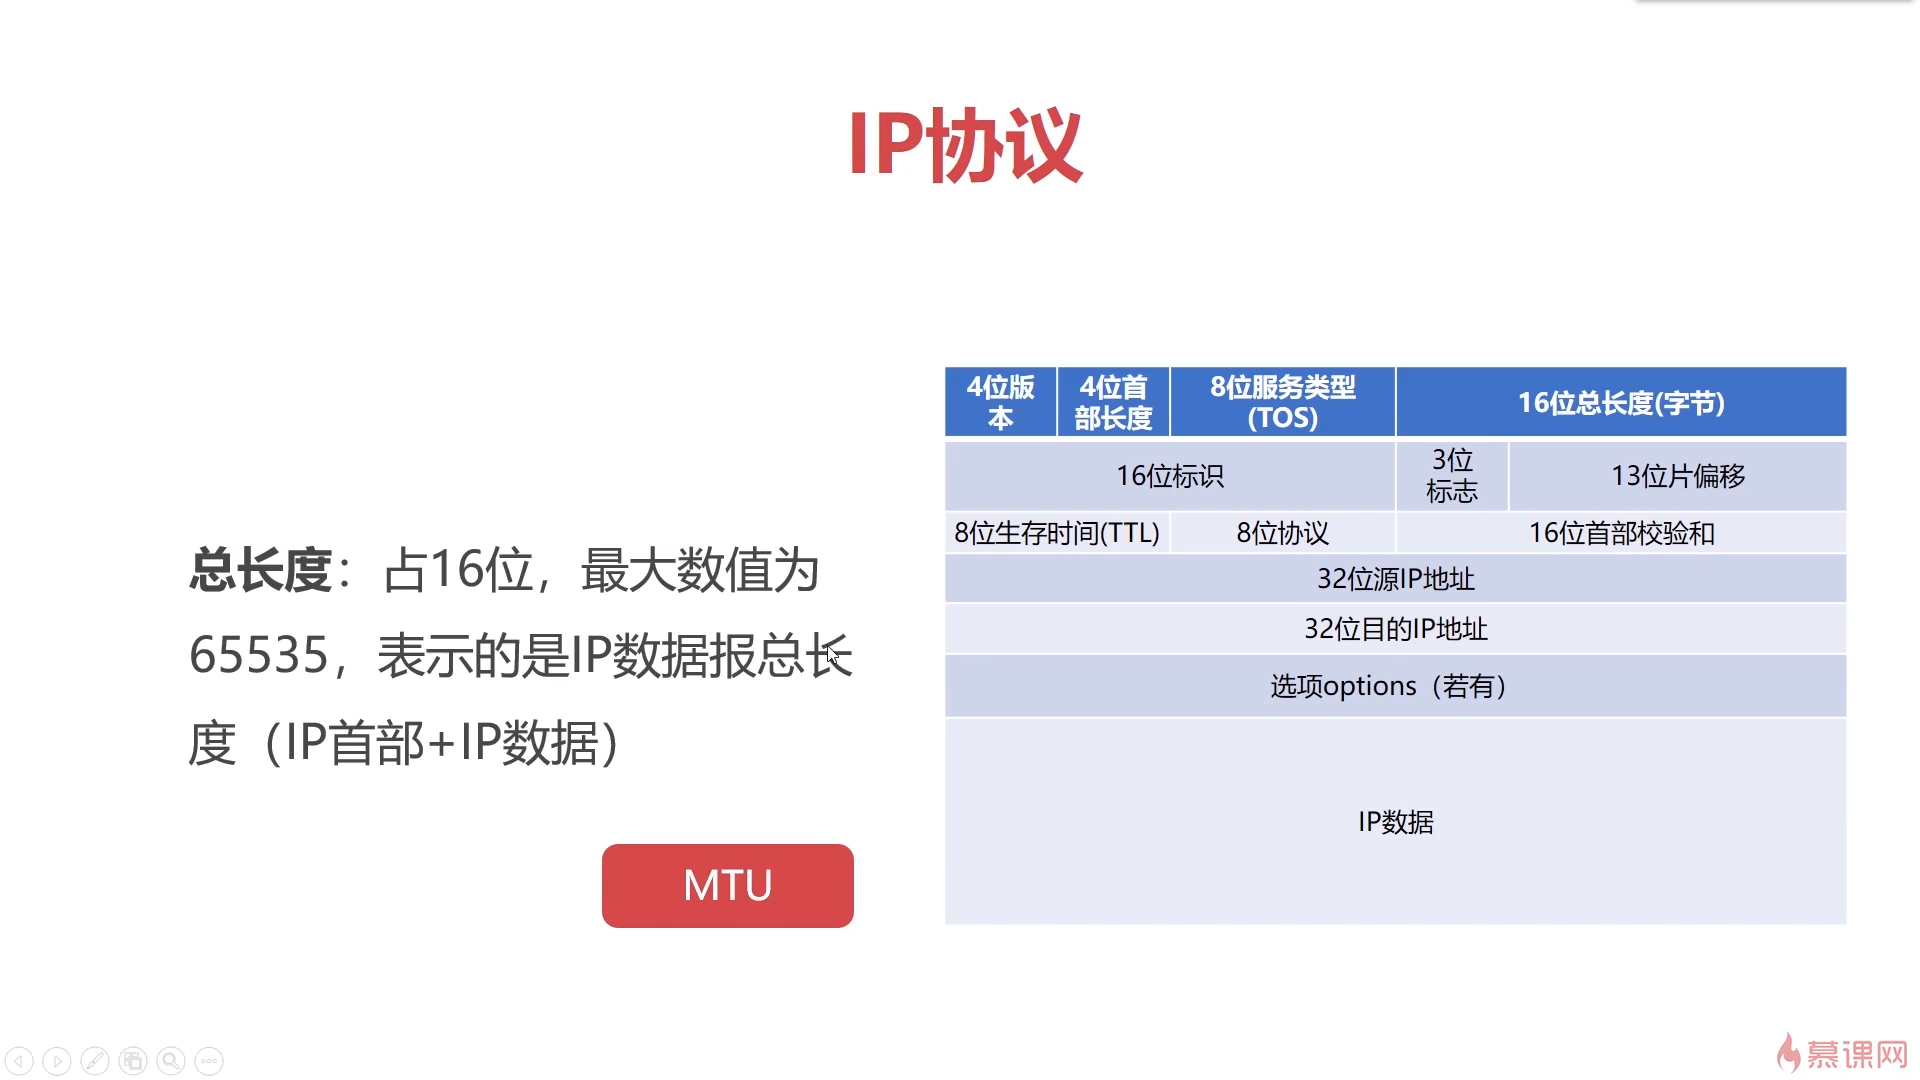 IP协议
总长度：占16位，最大数值为
65535，表示的是IP数据报总长
度（IP首部+IP数据）
MTU
4位版
本
4位首
部长度
8位服务类型
(TOS)
16位总长度(字节)
16位标识
3位
标志
13位片偏移
8位生存时间(TTL)
8位协议
16位首部校验和
32位源IP地址
32位目的IP地址
选项options（若有）
IP数据
慕课网